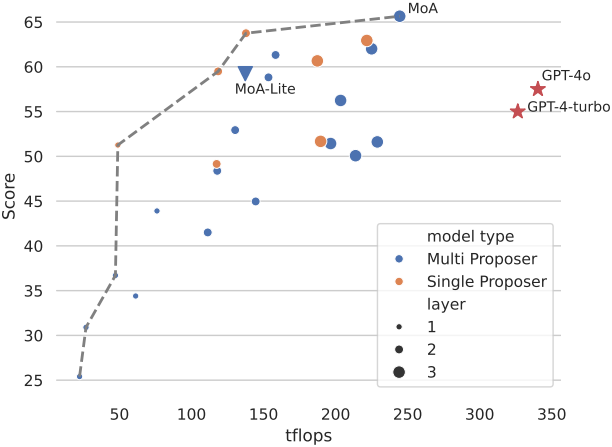 65
60
55
50
45
40
35
30
25
Score
MoA
MoA-Lite
GPT-4o
GPT-4-turbo
model type
Multi Proposer
Single Proposer
layer
1
2
3
50
100
150
200
250
300
350
tflops